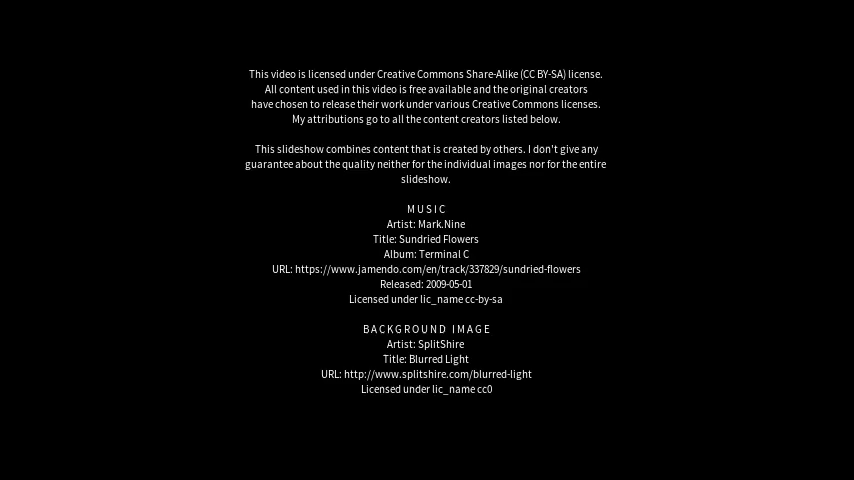 This video is licensed under Creative Commons Share-Alike (CC BY-SA) license.
All content used in this video is free available and the original creators
have chosen to release their work under various Creative Commons licenses.
My attributions go to all the content creators listed below.
This slideshow combines content that is created by others. I don't give any
guarantee about the quality neither for the individual images nor for the entire
slideshow.
MUSIC
Artist: Mark.Nine
Title: Sundried Flowers
Album: Terminal C
URL: https://www.jamendo.com/en/track/337829/sundried-flowers
Released: 2009-05-01
Licensed under lic_name cc-by-sa
BACKGROUND IMAGE
Artist: SplitShire
Title: Blurred Light
URL: http://www.splitshire.com/blurred-light
Licensed under lic_name cc0